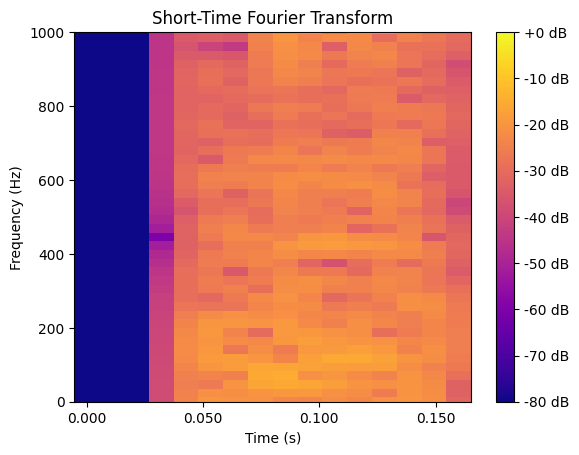 Short-Time Fourier Transform
1000
800
600
400
200
0
Frequency (Hz)
0.000
0.050
0.100
0.150
Time (s)
+0 dB
-10 dB
-20 dB
-30 dB
-40 dB
-50 dB
-60 dB
-70 dB
-80 dB